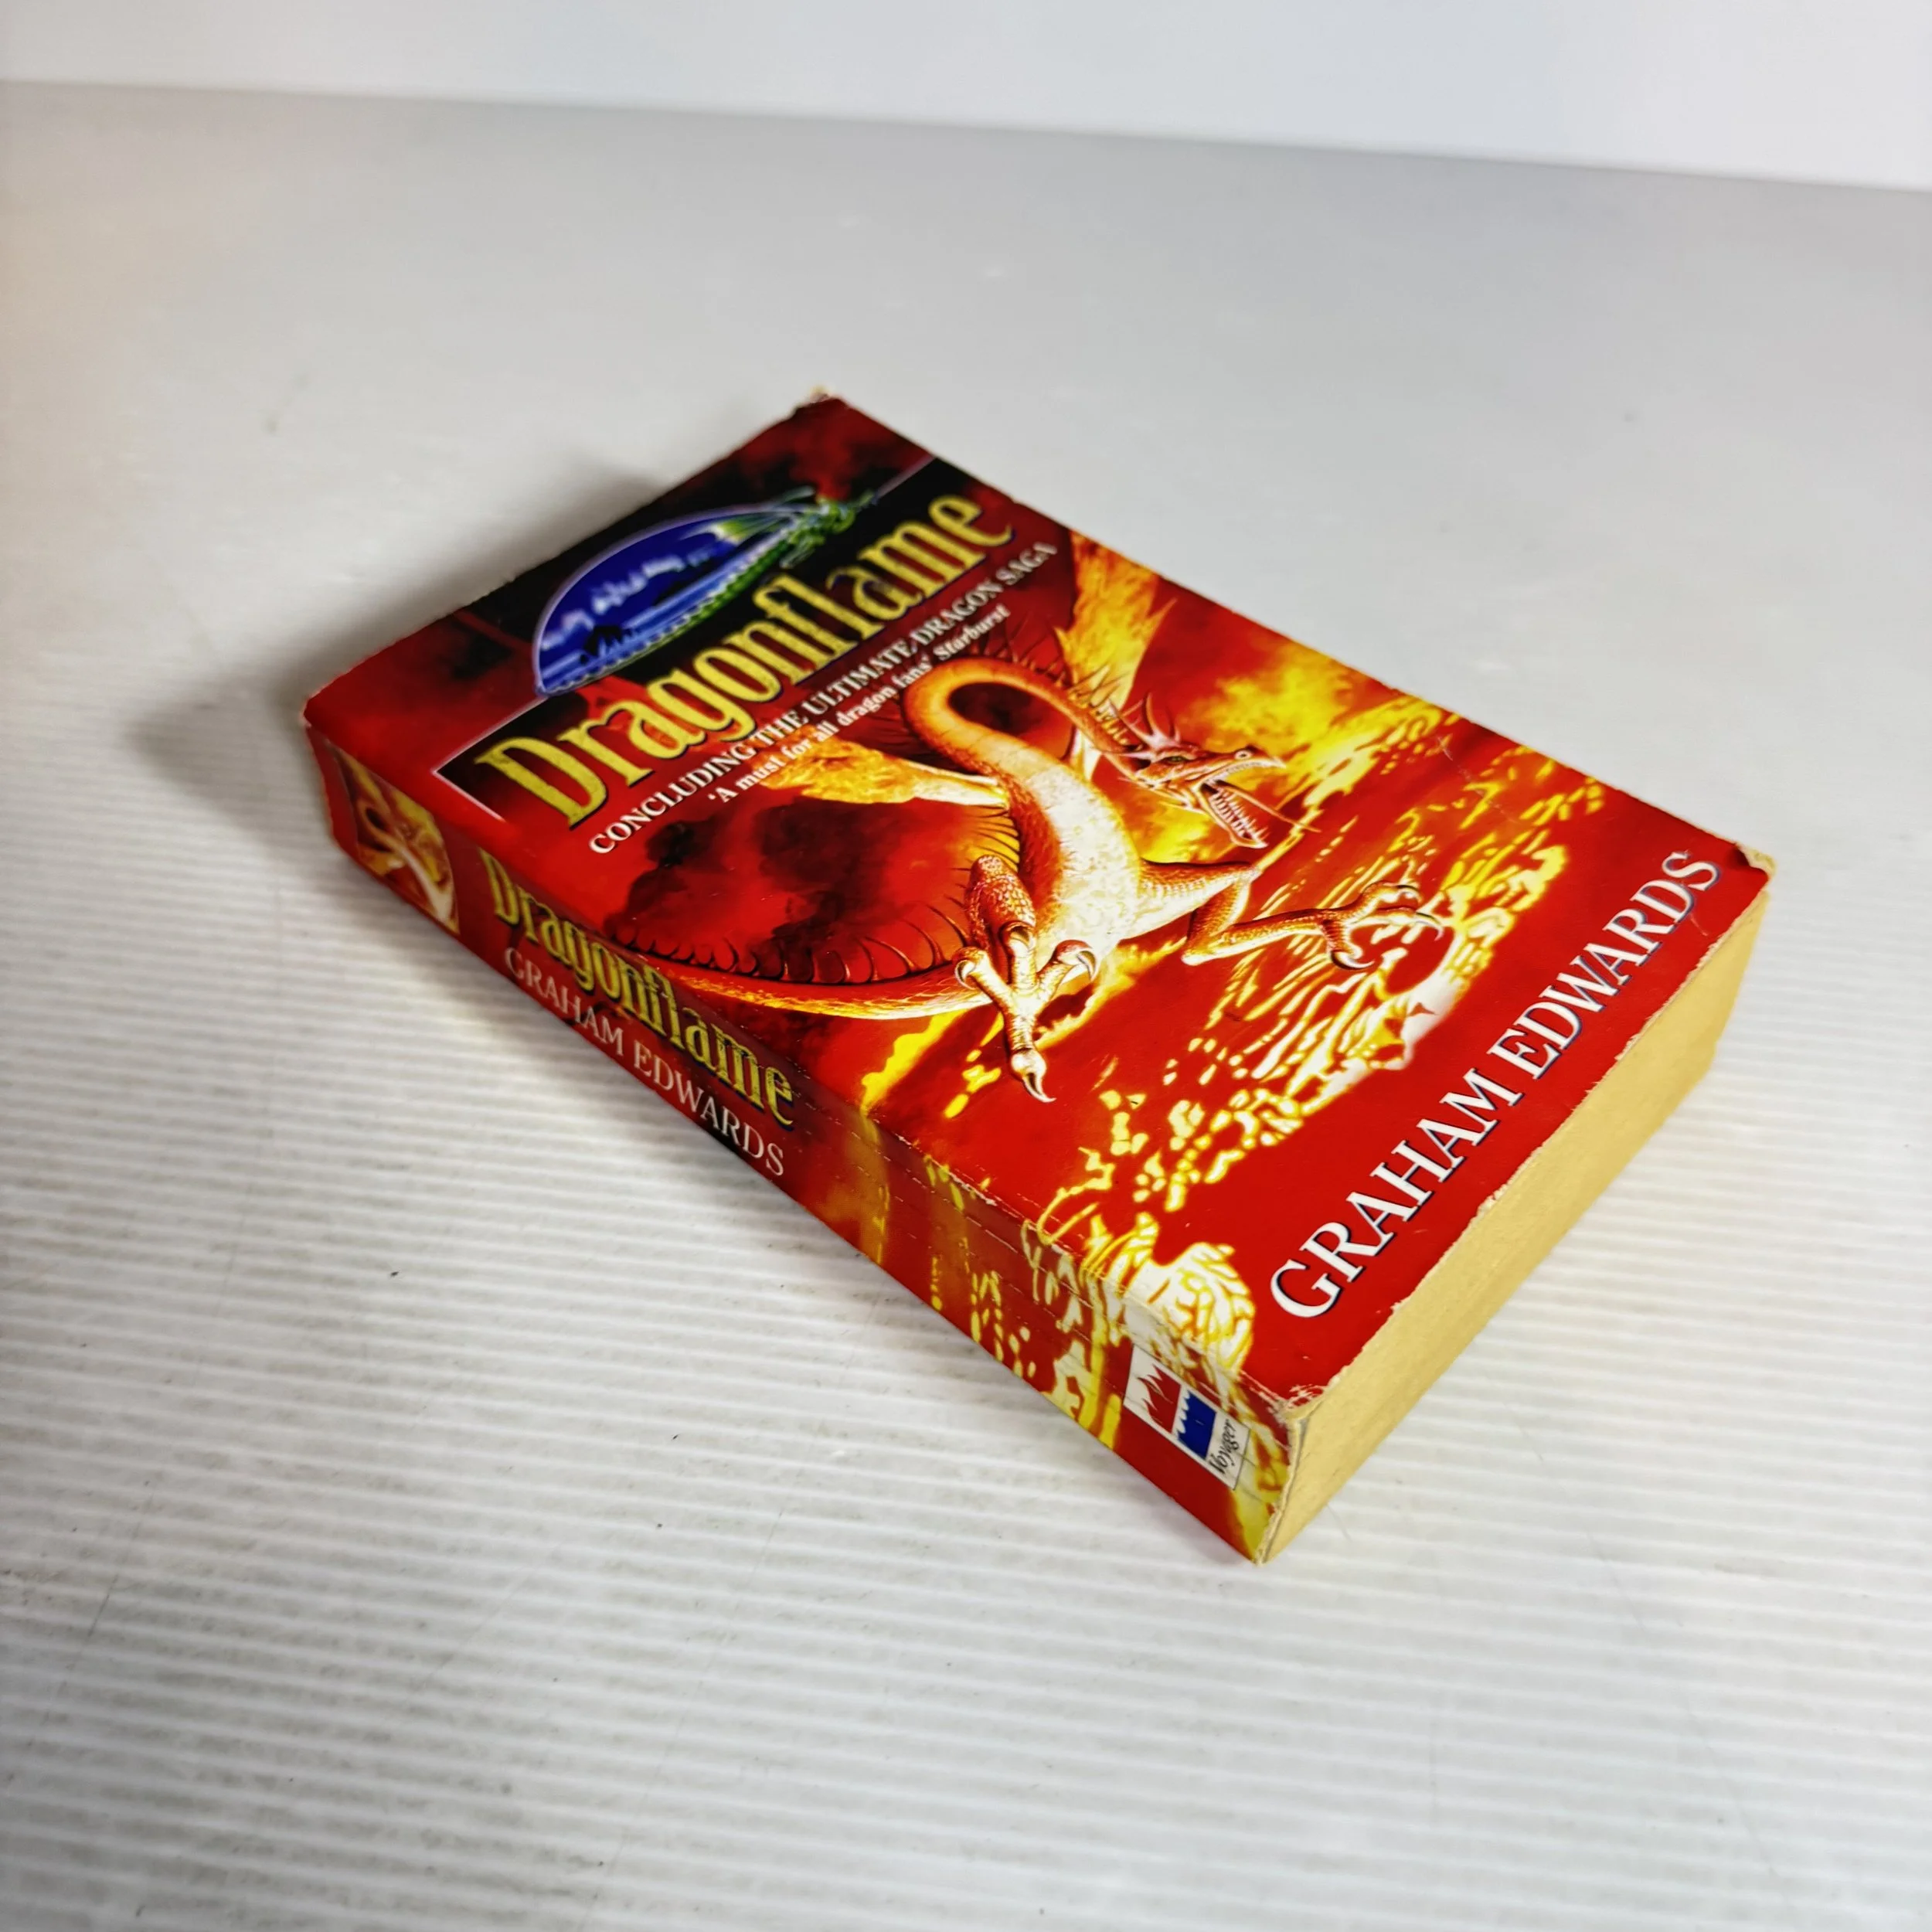 Dragonflame
CONCLUDING THE ULTIMATE DRAGON SAGA
'A must for all dragon fans' Starburst
GRAHAM EDWARDS
Dragonflame
GRAHAM EDWARDS
Voyager